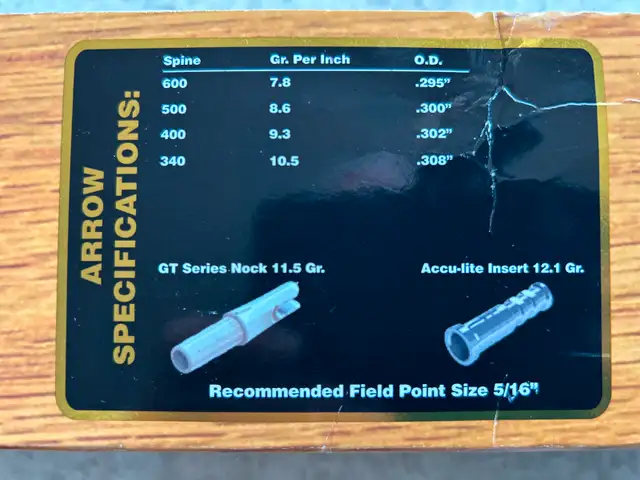 ARROW
SPECIFICATIONS:
Spine Gr. Per Inch O.D.
600 7.8 .295”
500 8.6 .300”
400 9.3 .302”
340 10.5 .308”
GT Series Nock 11.5 Gr. Accu-lite Insert 12.1 Gr.
Recommended Field Point Size 5/16”